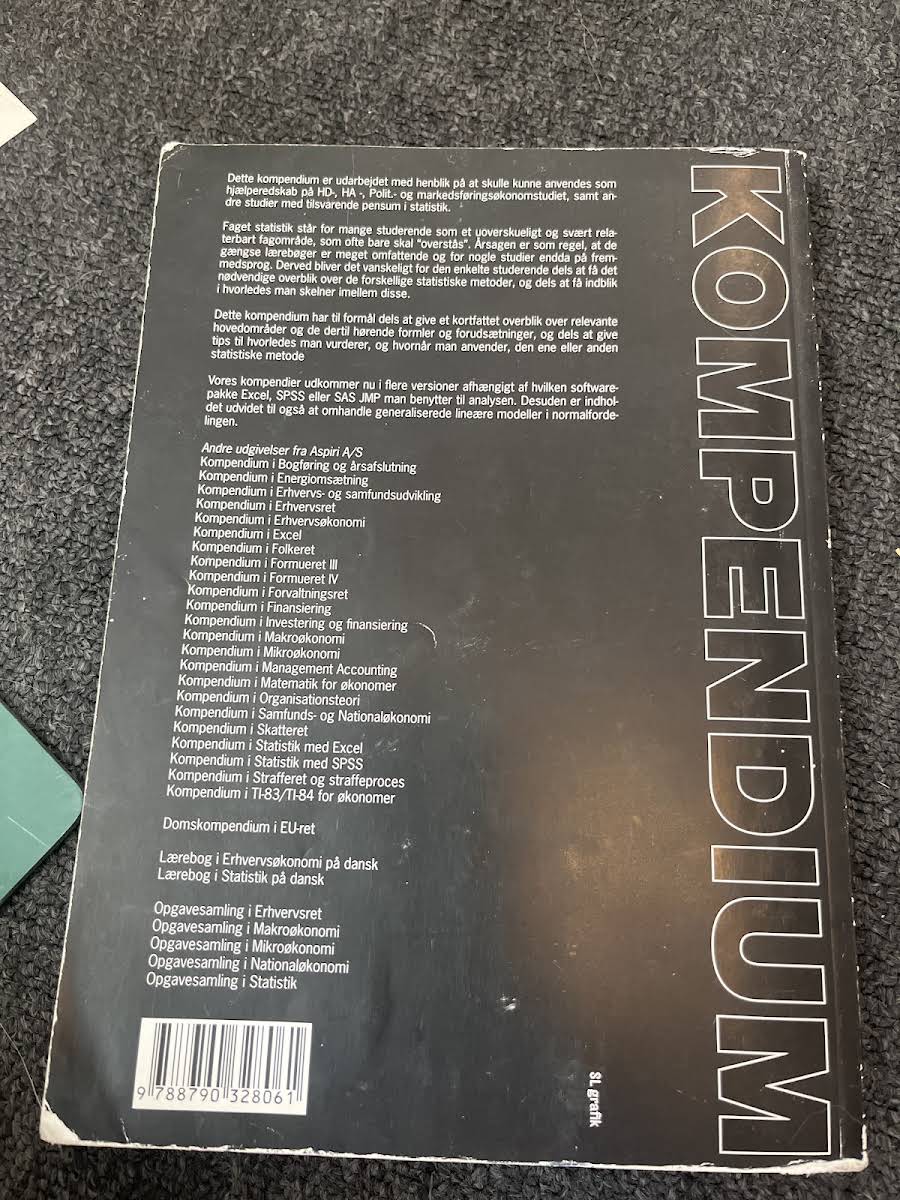 Dette kompendium er udarbejdet med henblik på at skulle kunne anvendes som
hjælperedskab på HD-, HA -, Polit.- og markedsføringsøkonomstudiet, samt an-
dre studier med tilsvarende pensum i statistik.
Faget statistik står for mange studerende som et uoverskueligt og svært rela-
terbart fagområde, som ofte bare skal "overstås". Årsagen er som regel, at de
gængse lærebøger er meget omfattende og for nogle studier endda på frem-
medsprog. Derved bliver det vanskeligt for den enkelte studerende dels at få det
nødvendige overblik over de forskellige statistiske metoder, og dels at få indblik
i hvorledes man skelner imellem disse.
Dette kompendium har til formål dels at give et kortfattet overblik over relevante
hovedområder og de dertil hørende formler og forudsætninger, og dels at give
tips til hvorledes man vurderer, og hvornår man anvender, den ene eller anden
statistiske metode
Vores kompendier udkommer nu i flere versioner afhængigt af hvilken software-
pakke Excel, SPSS eller SAS JMP man benytter til analysen. Desuden er indhol-
det udvidet til også at omhandle generaliserede lineære modeller i normalforde-
lingen.
Andre udgivelser fra Aspiri A/S
Kompendium i Bogføring og årsafslutning
Kompendium i Energiomsætning
Kompendium i Erhvervs- og samfundsudvikling
Kompendium i Erhvervsret
Kompendium i Erhvervsøkonomi
Kompendium i Excel
Kompendium i Folkeret
Kompendium i Formueret III
Kompendium i Formueret IV
Kompendium i Forvaltningsret
Kompendium i Finansiering
Kompendium i Investering og finansiering
Kompendium i Makroøkonomi
Kompendium i Mikroøkonomi
Kompendium i Management Accounting
Kompendium i Matematik for økonomer
Kompendium i Organisationsteori
Kompendium i Samfunds- og Nationaløkonomi
Kompendium i Skatteret
Kompendium i Statistik med Excel
Kompendium i Statistik med SPSS
Kompendium i Strafferet og straffeproces
Kompendium i TI-83/TI-84 for økonomer
Domskompendium i EU-ret
Lærebog i Erhvervsøkonomi på dansk
Lærebog i Statistik på dansk
Opgavesamling i Erhvervsret
Opgavesamling i Makroøkonomi
Opgavesamling i Mikroøkonomi
Opgavesamling i Nationaløkonomi
Opgavesamling i Statistik
9 788790 328061
SL grafik
KOMPENDIUM